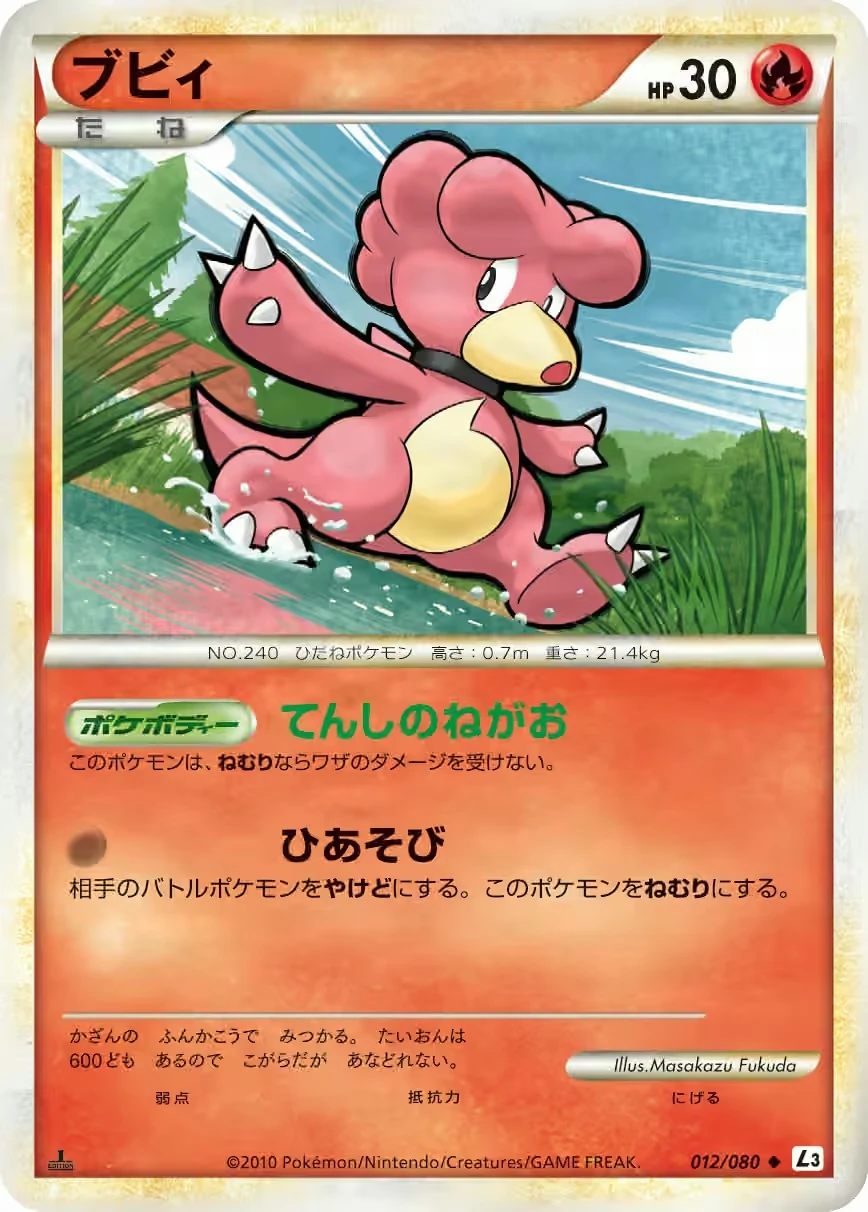 ブビィ
HP30
たね
NO.240 ひだねポケモン 高さ：0.7m 重さ：21.4kg
ポケボディー てんしのねがお
このポケモンは、ねむりならワザのダメージを受けない。
ひあそび
相手のバトルポケモンをやけどにする。このポケモンをねむりにする。
かざんの ふんかこうで みつかる。 たいおんは
600ども あるので こがらだが あなどれない。
Illus.Masakazu Fukuda
弱点 抵抗力 にげる
1 EDITION
©2010 Pokémon/Nintendo/Creatures/GAME FREAK. 012/080 ◆ L3